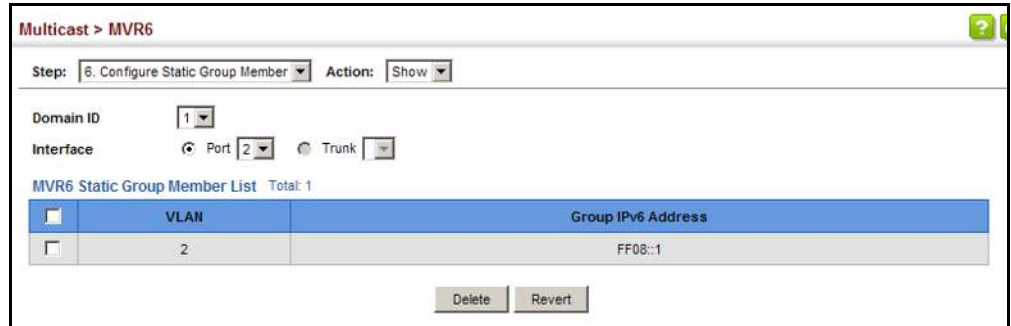 Multicast > MVR6
?
Step: 6. Configure Static Group Member Action: Show
Domain ID 1
Interface Port 2 Trunk
MVR6 Static Group Member List Total: 1
VLAN Group IPv6 Address
2 FF08::1
Delete Revert